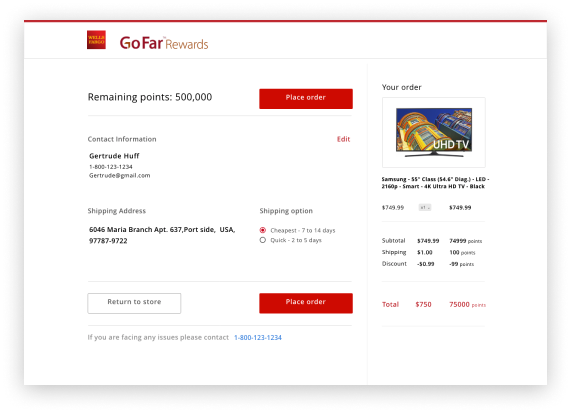 WELLS
FARGO
GoFar™ Rewards
Remaining points: 500,000
Place order
Contact Information
Edit
Gertrude Huff
1-800-123-1234
Gertrude@gmail.com
Shipping Address
6046 Maria Branch Apt. 637,Port side, USA,
97787-9722
Shipping option
Cheapest - 7 to 14 days
Quick - 2 to 5 days
Return to store
Place order
If you are facing any issues please contact 1-800-123-1234
Your order
UHD TV
Samsung - 55" Class (54.6" Diag.) - LED -
2160p - Smart - 4K Ultra HD TV - Black
$749.99 x1 $749.99
Subtotal $749.99 74999 points
Shipping $1.00 100 points
Discount -$0.99 -99 points
Total $750 75000 points